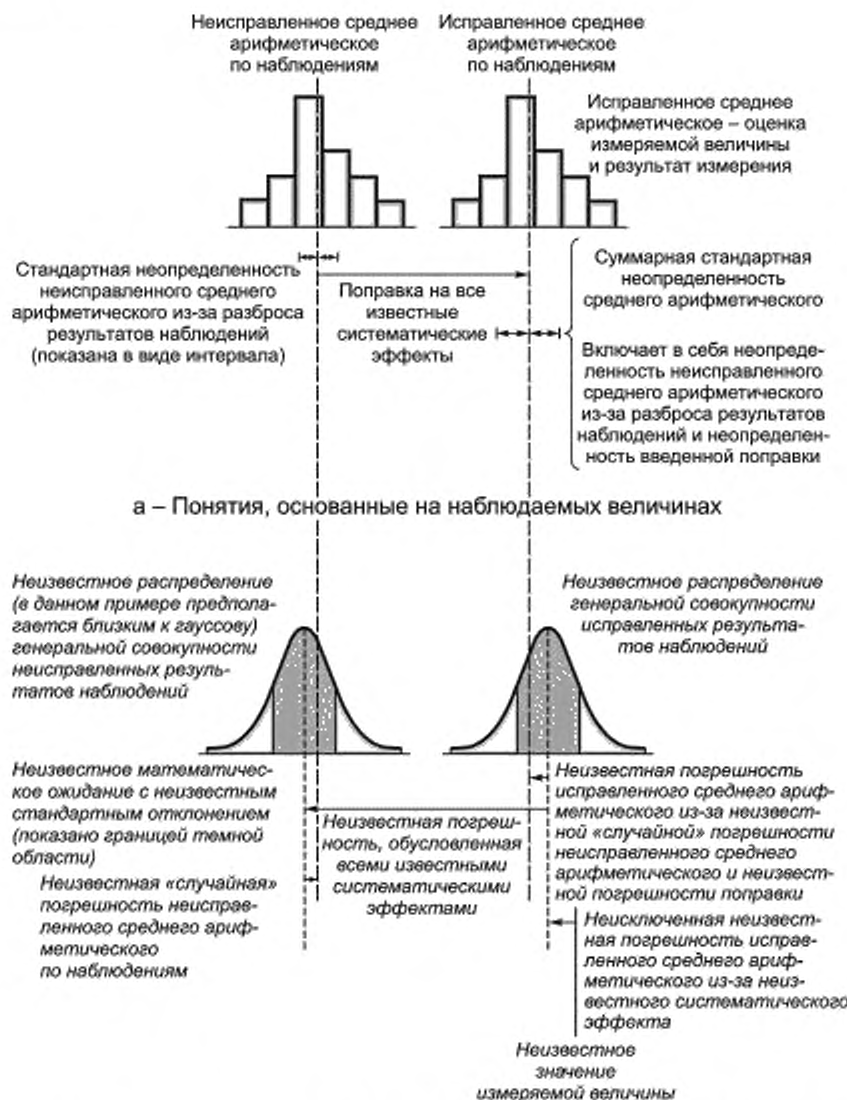 Неисправленное среднее
арифметическое
по наблюдениям
Исправленное среднее
арифметическое
по наблюдениям
Исправленное среднее
арифметическое – оценка
измеряемой величины
и результат измерения
Стандартная неопределенность
неисправленного среднего
арифметического из-за разброса
результатов наблюдений
(показана в виде интервала)
Поправка на все
известные
систематические
эффекты
Суммарная стандартная
неопределенность
среднего арифметического
Включает в себя неопреде-
ленность неисправленного
среднего арифметического
из-за разброса результатов
наблюдений и неопределен-
ность введенной поправки
а – Понятия, основанные на наблюдаемых величинах
Неизвестное распределение
(в данном примере предпола-
гается близким к гауссову)
генеральной совокупности
неисправленных резуль-
татов наблюдений
Неизвестное распределение
генеральной совокупности
исправленных результа-
тов наблюдений
Неизвестное математичес-
кое ожидание с неизвестным
стандартным отклонением
(показано границей темной
области)
Неизвестная «случайная»
погрешность неисправ-
ленного среднего ариф-
метического
по наблюдениям
Неизвестная погреш-
ность, обусловленная
всеми известными
систематическими
эффектами
Неизвестная погрешность
исправленного среднего ариф-
метического из-за неизвест-
ной «случайной» погрешности
неисправленного среднего
арифметического и неизвест-
ной погрешности поправки
Неисключенная неизвест-
ная погрешность исправ-
ленного среднего ариф-
метического из-за неиз-
вестного систематического
эффекта
Неизвестное
значение
измеряемой величины